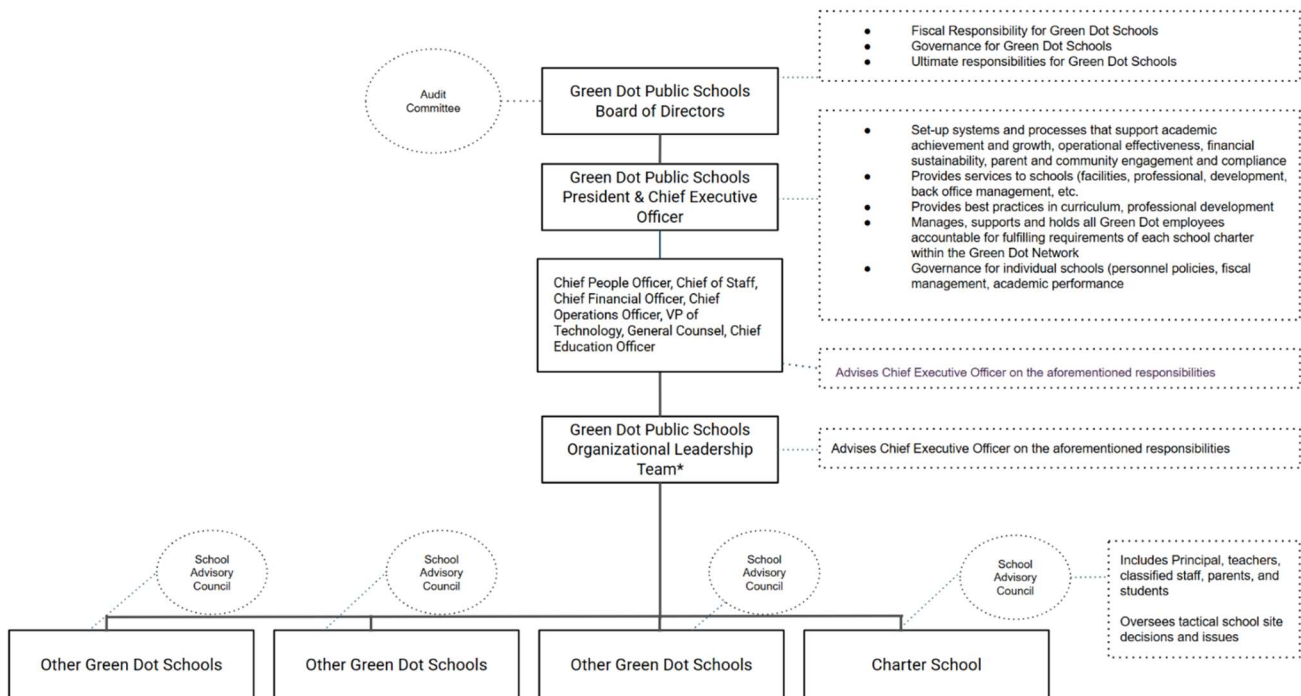 ● Fiscal Responsibility for Green Dot Schools
● Governance for Green Dot Schools
● Ultimate responsibilities for Green Dot Schools
Audit
Committee
Green Dot Public Schools
Board of Directors
● Set-up systems and processes that support academic
achievement and growth, operational effectiveness, financial
sustainability, parent and community engagement and compliance
● Provides services to schools (facilities, professional, development,
back office management, etc.
● Provides best practices in curriculum, professional development
● Manages, supports and holds all Green Dot employees
accountable for fulfilling requirements of each school charter
within the Green Dot Network
● Governance for individual schools (personnel policies, fiscal
management, academic performance
Green Dot Public Schools
President & Chief Executive
Officer
Chief People Officer, Chief of Staff,
Chief Financial Officer, Chief
Operations Officer, VP of
Technology, General Counsel, Chief
Education Officer
Advises Chief Executive Officer on the aforementioned responsibilities
Green Dot Public Schools
Organizational Leadership
Team*
Advises Chief Executive Officer on the aforementioned responsibilities
School
Advisory
Council
School
Advisory
Council
School
Advisory
Council
School
Advisory
Council
Includes Principal, teachers,
classified staff, parents, and
students
Oversees tactical school site
decisions and issues
Other Green Dot Schools
Other Green Dot Schools
Other Green Dot Schools
Charter School